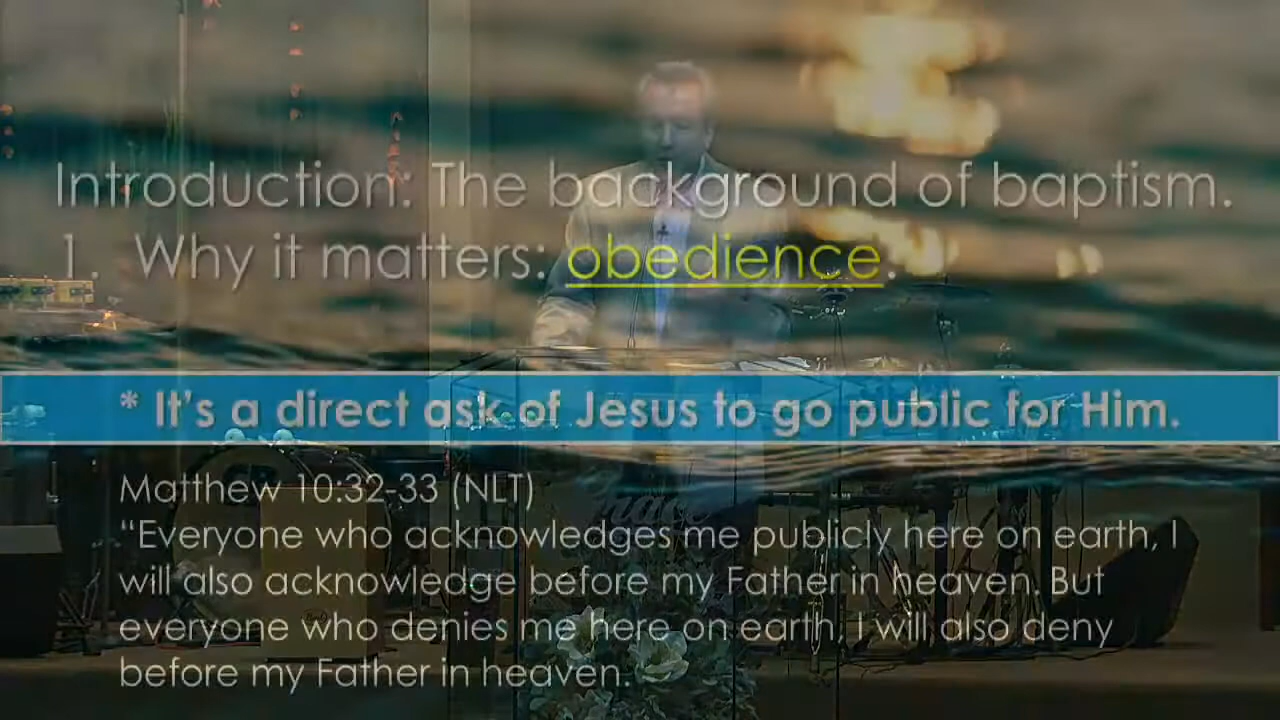 Introduction: The background of baptism.
1. Why it matters: obedience.
* It's a direct ask of Jesus to go public for Him.
Matthew 10:32-33 (NLT)
“Everyone who acknowledges me publicly here on earth, I
will also acknowledge before my Father in heaven. But
everyone who denies me here on earth, I will also deny
before my Father in heaven.